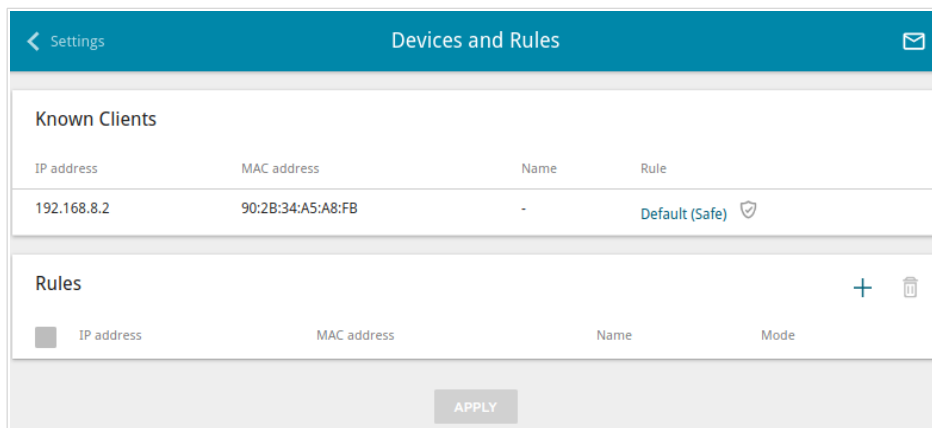 Settings Devices and Rules
Known Clients
IP address MAC address Name Rule
192.168.8.2 90:2B:34:A5:A8:FB - Default (Safe)
Rules
IP address MAC address Name Mode
APPLY